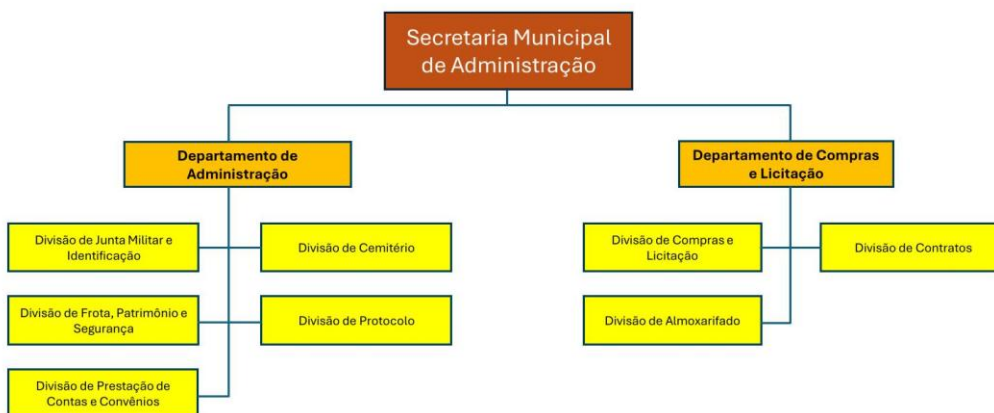 Secretaria Municipal
de Administração
Departamento de
Administração
Departamento de Compras
e Licitação
Divisão de Junta Militar e
Identificação
Divisão de Cemitério
Divisão de Compras e
Licitação
Divisão de Contratos
Divisão de Frota, Patrimônio e
Segurança
Divisão de Protocolo
Divisão de Almoxarifado
Divisão de Prestação de
Contas e Convênios